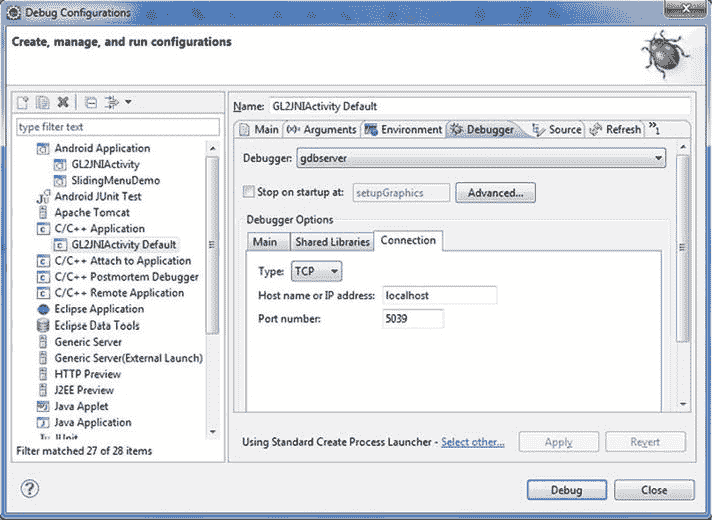 Debug Configurations
Create, manage, and run configurations
type filter text
Android Application
GL2JNIActivity
SlidingMenuDemo
Android JUnit Test
Apache Tomcat
C/C++ Application
GL2JNIActivity Default
C/C++ Attach to Application
C/C++ Postmortem Debugger
C/C++ Remote Application
Eclipse Application
Eclipse Data Tools
Generic Server
Generic Server(External Launch)
HTTP Preview
J2EE Preview
Java Applet
Java Application
JUnit
Filter matched 27 of 28 items
Name: GL2JNIActivity Default
Main Arguments Environment Debugger Source Refresh »1
Debugger: gdbserver
Stop on startup at: setupGraphics Advanced...
Debugger Options
Main Shared Libraries Connection
Type: TCP
Host name or IP address: localhost
Port number: 5039
Using Standard Create Process Launcher - Select other... Apply Revert
Debug Close